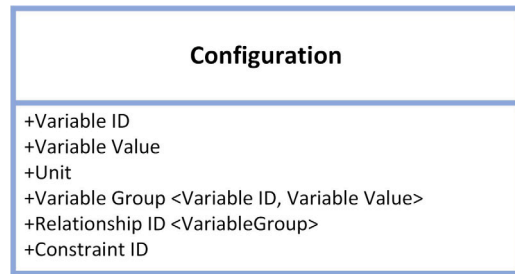 Configuration
+Variable ID
+Variable Value
+Unit
+Variable Group <Variable ID, Variable Value>
+Relationship ID <VariableGroup>
+Constraint ID